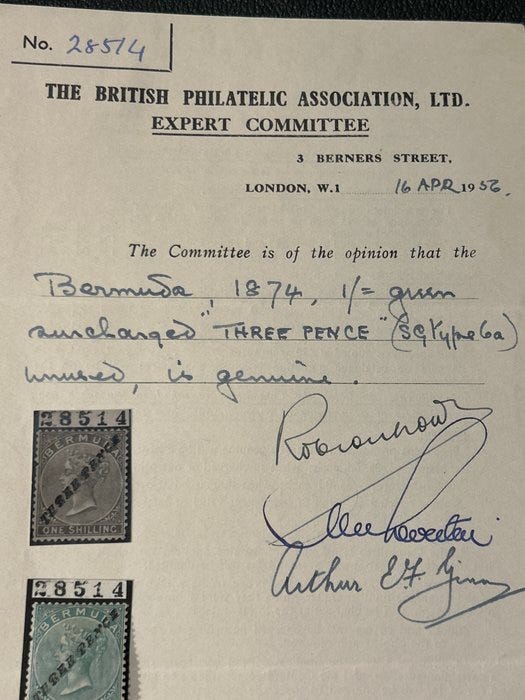 No. 28514
THE BRITISH PHILATELIC ASSOCIATION, LTD.
EXPERT COMMITTEE
3 BERNERS STREET,
LONDON, W.1 16 APR 1956.
The Committee is of the opinion that the
Bermuda, 1874, 1/= green
surcharged "THREE PENCE" (SG Type 6a)
unused, is genuine.
28514
BERMUDA
THREE PENCE
ONE SHILLING
Arthur E F
28514
BERMUDA
THREE PENCE